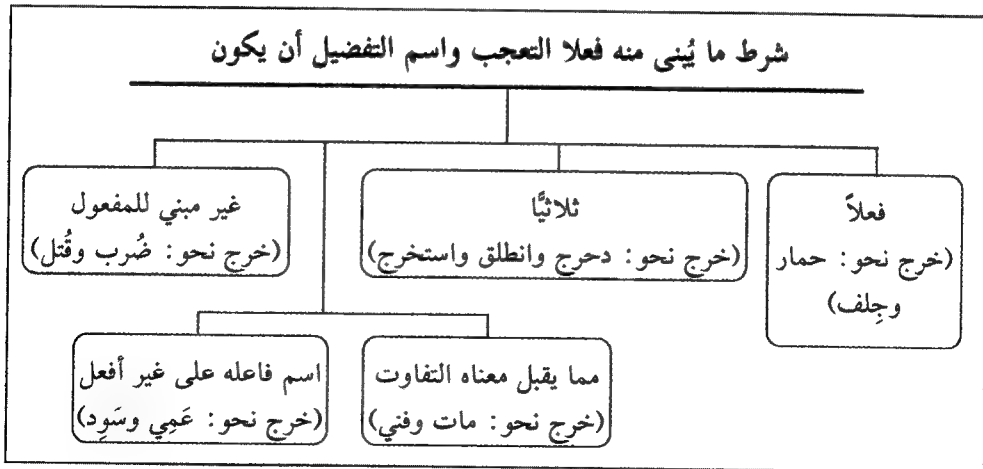 شرط ما يُبنى منه فعلا التعجب واسم التفضيل أن يكون
فعلاً
(خرج نحو: حمار
وجِلف)
ثلاثيًّا
(خرج نحو: دحرج وانطلق واستخرج)
غير مبني للمفعول
(خرج نحو: ضُرب وقُتل)
مما يقبل معناه التفاوت
(خرج نحو: مات وفني)
اسم فاعله على غير أفعل
(خرج نحو: عَمِي وسَوِد)